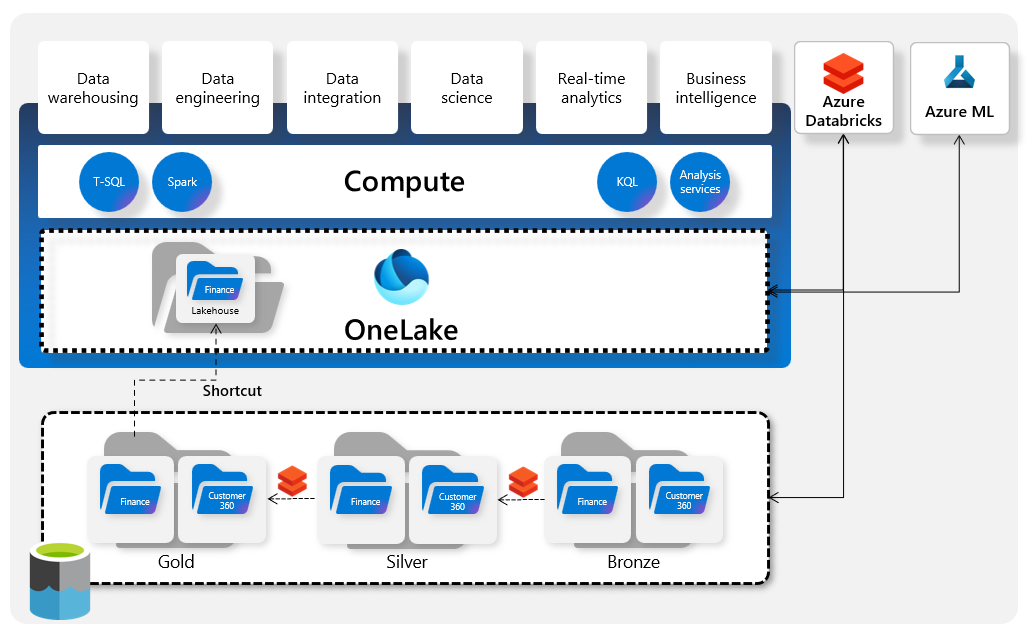 Data
warehousing
Data
engineering
Data
integration
Data
science
Real-time
analytics
Business
intelligence
Azure
Databricks
Azure ML
T-SQL
Spark
Compute
KQL
Analysis
services
Finance
Lakehouse
OneLake
Shortcut
Finance
Customer
360
Finance
Customer
360
Finance
Customer
360
Gold
Silver
Bronze